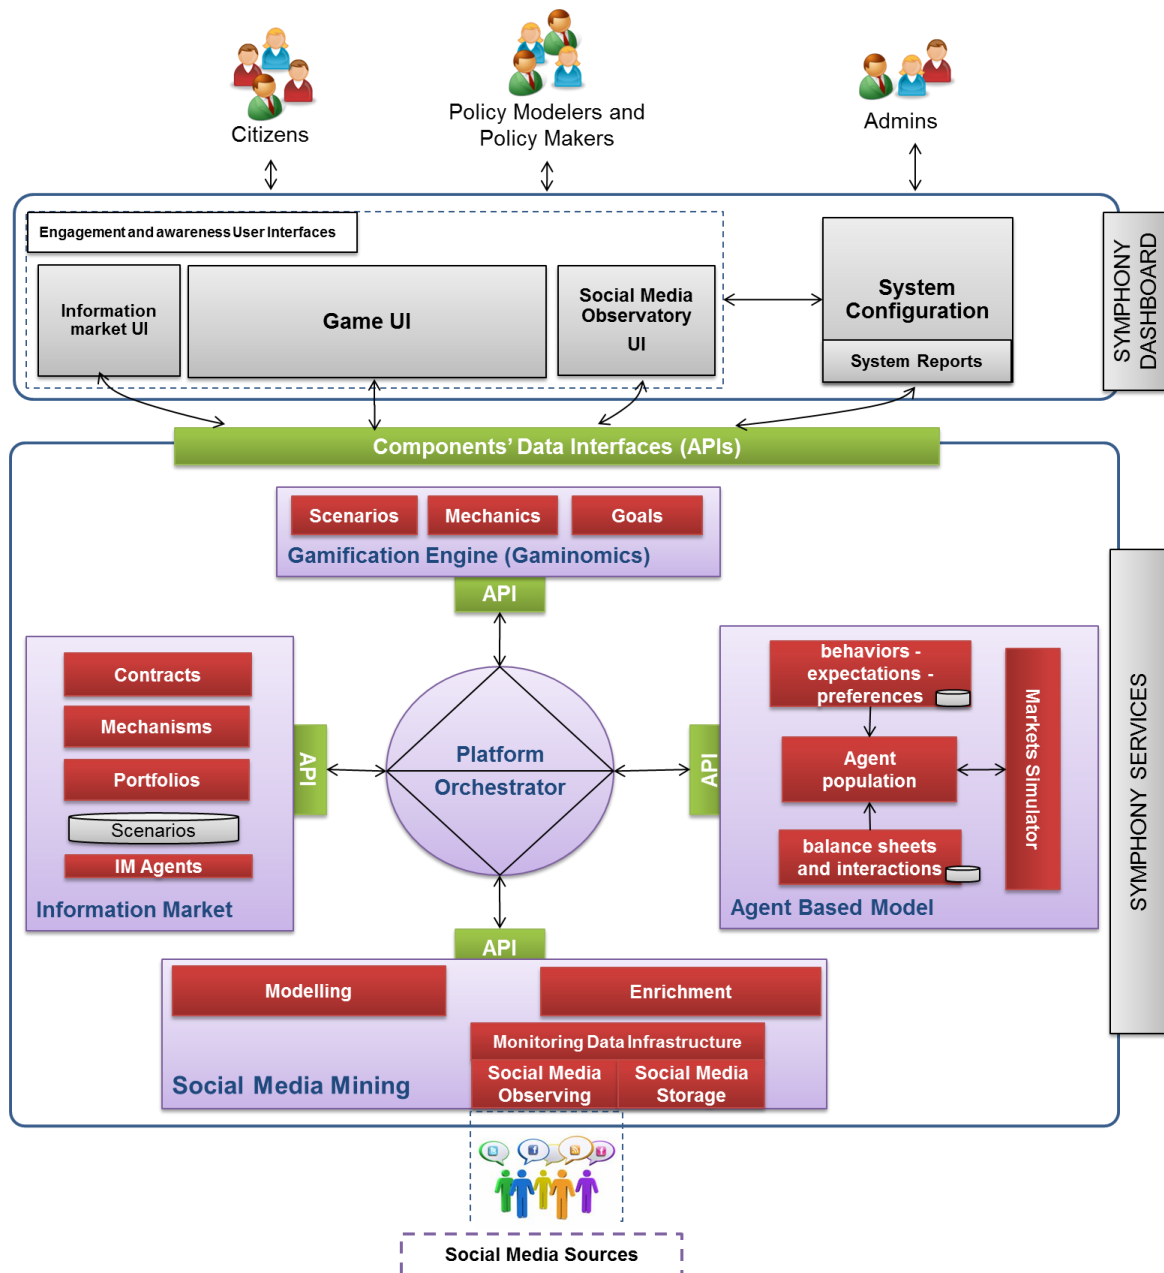 Citizens
Policy Modelers and
Policy Makers
Admins
Engagement and awareness User Interfaces
Information
market UI
Game UI
Social Media
Observatory
UI
System
Configuration
System Reports
SYMPHONY
DASHBOARD
Components' Data Interfaces (APIs)
Scenarios
Mechanics
Goals
Gamification Engine (Gaminomics)
API
Contracts
Mechanisms
Portfolios
Scenarios
IM Agents
Information Market
API
Platform
Orchestrator
API
behaviors -
expectations -
preferences
Agent
population
balance sheets
and interactions
Markets Simulator
Agent Based Model
SYMPHONY SERVICES
API
Modelling
Enrichment
Monitoring Data Infrastructure
Social Media
Observing
Social Media
Storage
Social Media Mining
Social Media Sources